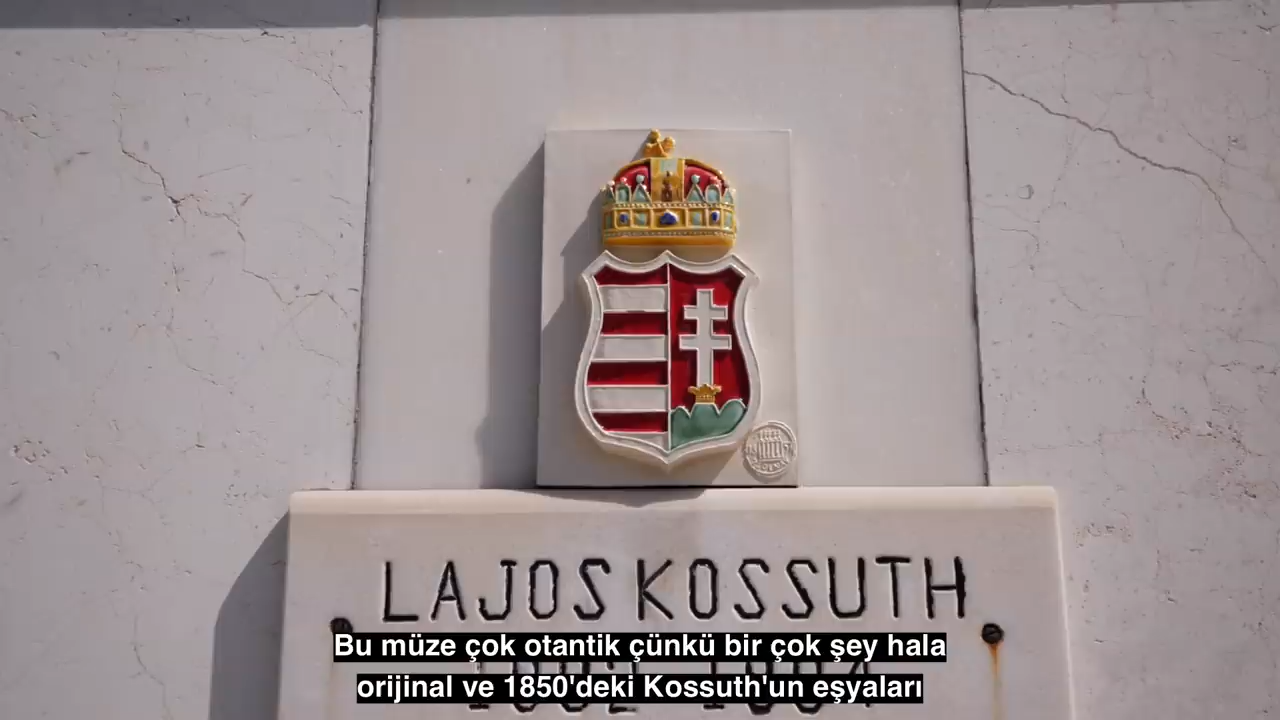 LAJOS KOSSUTH
Bu müze çok otantik çünkü bir çok şey hala
orijinal ve 1850'deki Kossuth'un eşyaları